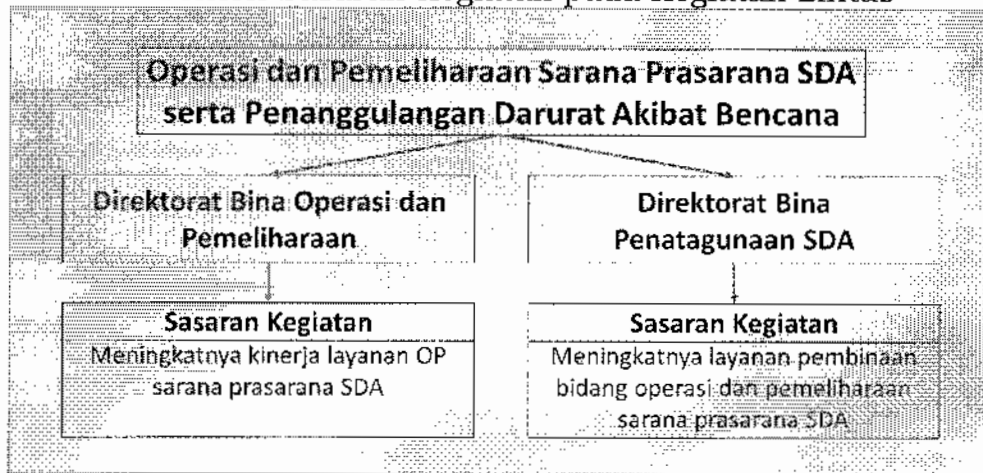 Operasi dan Pemeliharaan Sarana Prasarana SDA
serta Penanggulangan Darurat Akibat Bencana
Direktorat Bina Operasi dan
Pemeliharaan
Direktorat Bina
Penatagunaan SDA
Sasaran Kegiatan
Meningkatnya kinerja layanan OP
sarana prasarana SDA
Sasaran Kegiatan
Meningkatnya layanan pembinaan
bidang operasi dan pemeliharaan
sarana prasarana SDA